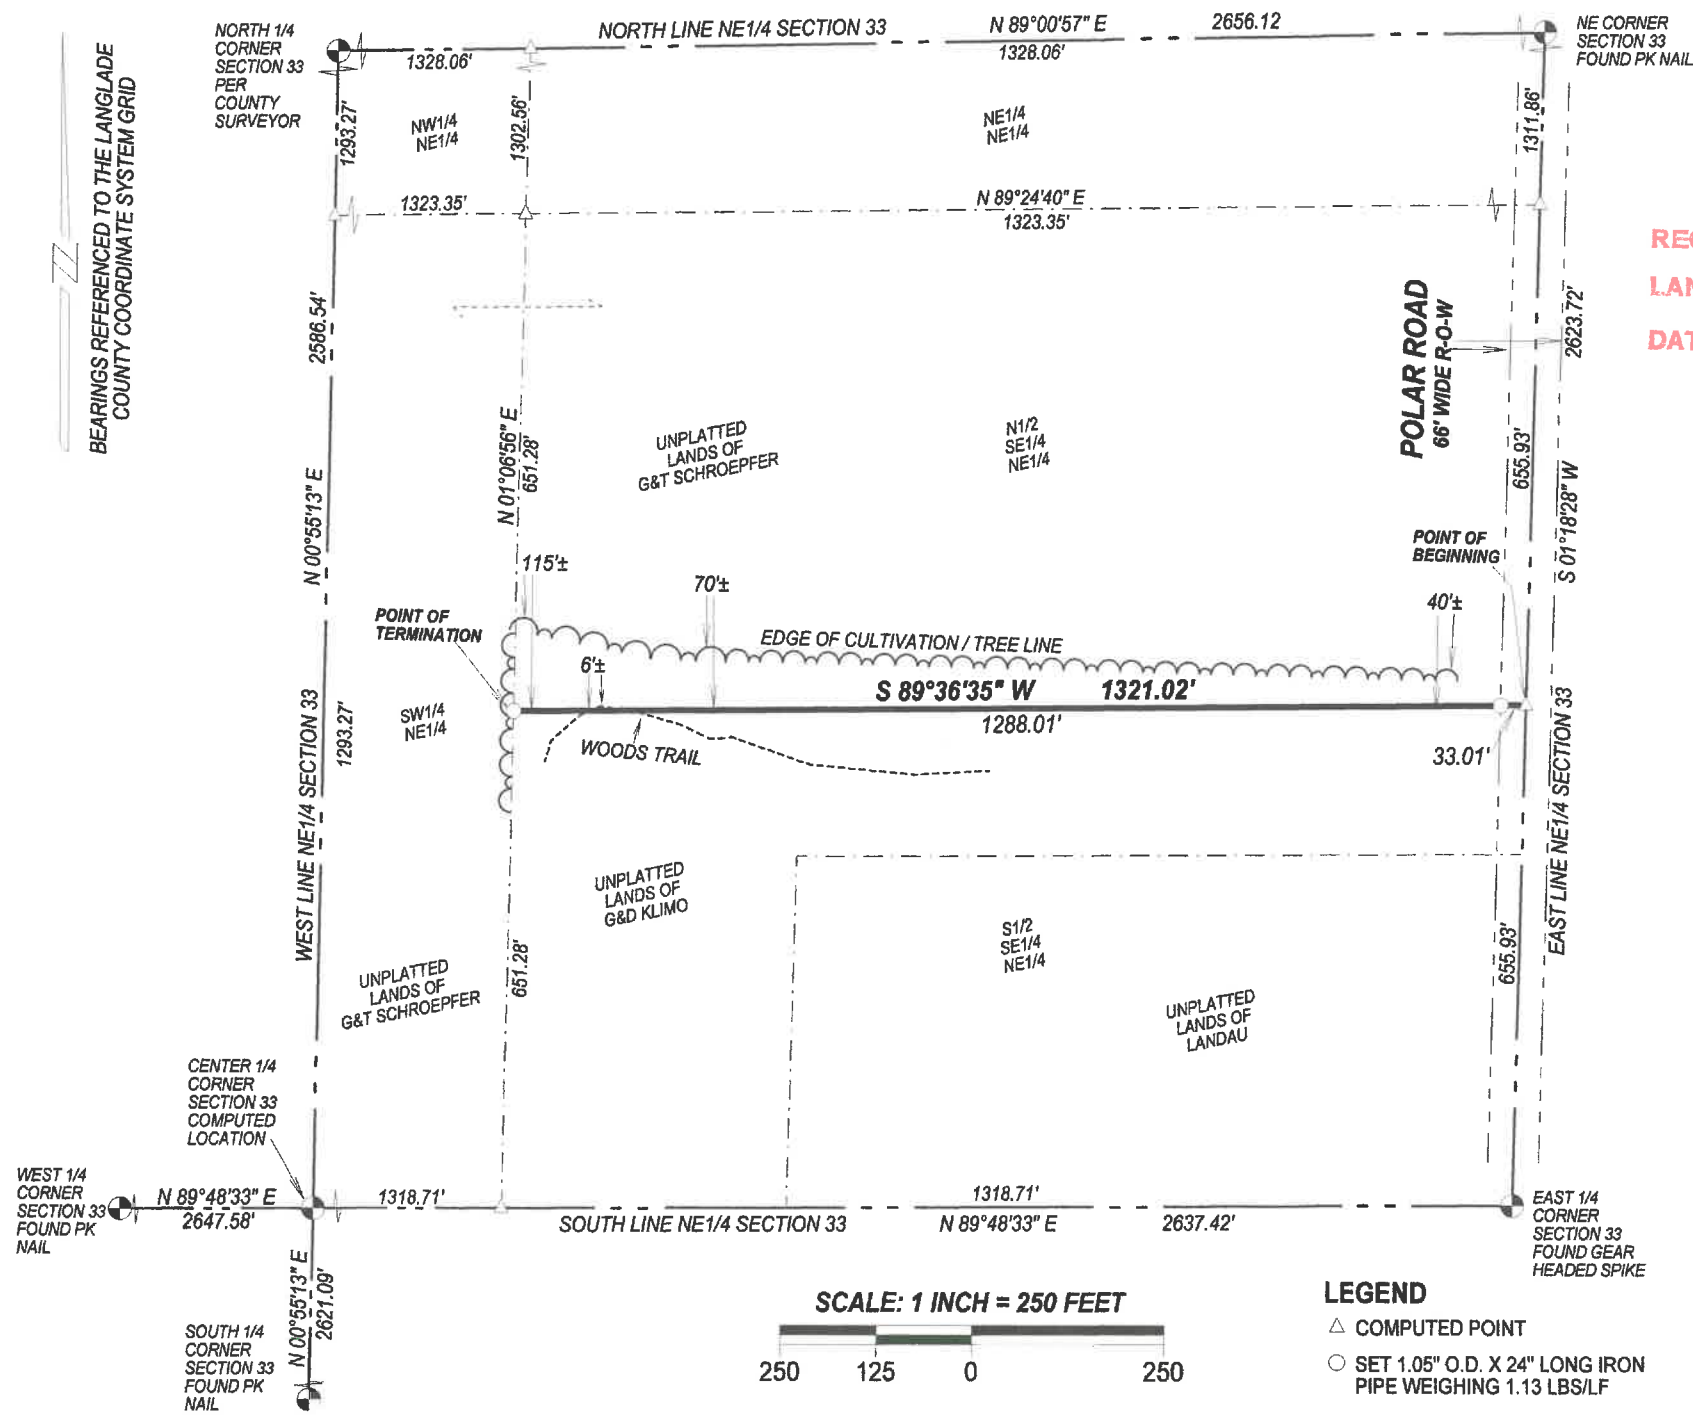 NORTH 1/4
CORNER
SECTION 33
PER
COUNTY
SURVEYOR
NORTH LINE NE1/4 SECTION 33
N 89°00'57" E
2656.12
1328.06'
1328.06'
NE CORNER
SECTION 33
FOUND PK NAIL
BEARINGS REFERENCED TO THE LANGLADE
COUNTY COORDINATE SYSTEM GRID
1293.27'
NW1/4
NE1/4
1302.56'
NE1/4
NE1/4
1311.86'
1323.35'
N 89°24'40" E
1323.35'
2586.54'
POLAR ROAD
66' WIDE R-O-W
2623.72'
N 01°06'56" E
651.28'
UNPLATTED
LANDS OF
G&T SCHROEPFER
N1/2
SE1/4
NE1/4
655.93'
S 01°18'28" W
N 00°55'13" E
POINT OF
BEGINNING
115'±
70'±
40'±
POINT OF
TERMINATION
EDGE OF CULTIVATION / TREE LINE
6'±
S 89°36'35" W
1321.02'
1288.01'
33.01'
SW1/4
NE1/4
WOODS TRAIL
1293.27'
WEST LINE NE1/4 SECTION 33
EAST LINE NE1/4 SECTION 33
UNPLATTED
LANDS OF
G&D KLIMO
S1/2
SE1/4
NE1/4
651.28'
655.93'
UNPLATTED
LANDS OF
G&T SCHROEPFER
UNPLATTED
LANDS OF
LANDAU
CENTER 1/4
CORNER
SECTION 33
COMPUTED
LOCATION
WEST 1/4
CORNER
SECTION 33
FOUND PK
NAIL
N 89°48'33" E
2647.58'
1318.71'
1318.71'
SOUTH LINE NE1/4 SECTION 33
N 89°48'33" E
2637.42'
EAST 1/4
CORNER
SECTION 33
FOUND GEAR
HEADED SPIKE
N 00°55'13" E
2621.09'
SOUTH 1/4
CORNER
SECTION 33
FOUND PK
NAIL
SCALE: 1 INCH = 250 FEET
250 125 0 250
LEGEND
COMPUTED POINT
SET 1.05" O.D. X 24" LONG IRON
PIPE WEIGHING 1.13 LBS/LF